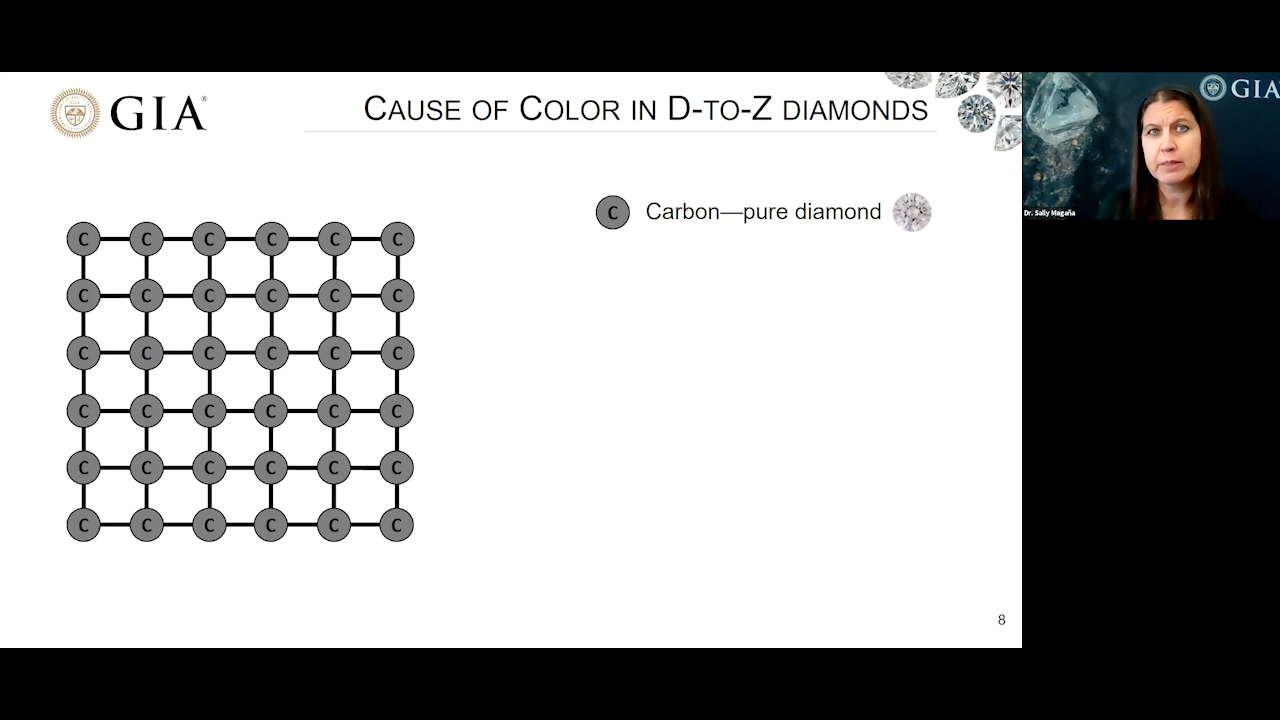 GIA®
CAUSE OF COLOR IN D-TO-Z DIAMONDS
GIA
Dr. Sally Magaña
C Carbon—pure diamond
C C C C C C
C C C C C C
C C C C C C
C C C C C C
C C C C C C
C C C C C C
8